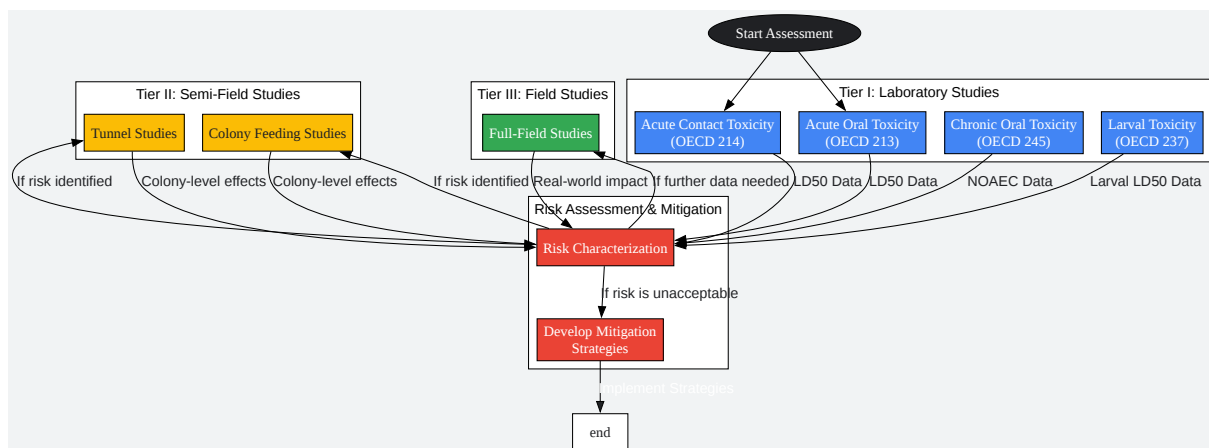 Start Assessment
Tier II: Semi-Field Studies
Tier III: Field Studies
Tier I: Laboratory Studies
Tunnel Studies
Colony Feeding Studies
Full-Field Studies
Acute Contact Toxicity
(OECD 214)
Acute Oral Toxicity
(OECD 213)
Chronic Oral Toxicity
(OECD 245)
Larval Toxicity
(OECD 237)
If risk identified
Colony-level effects
Colony-level effects
If risk identified
Real-world impact
If further data needed
LD50 Data
LD50 Data
NOAEC Data
Larval LD50 Data
Risk Assessment & Mitigation
Risk Characterization
If risk is unacceptable
Develop Mitigation
Strategies
Implement Strategies
end